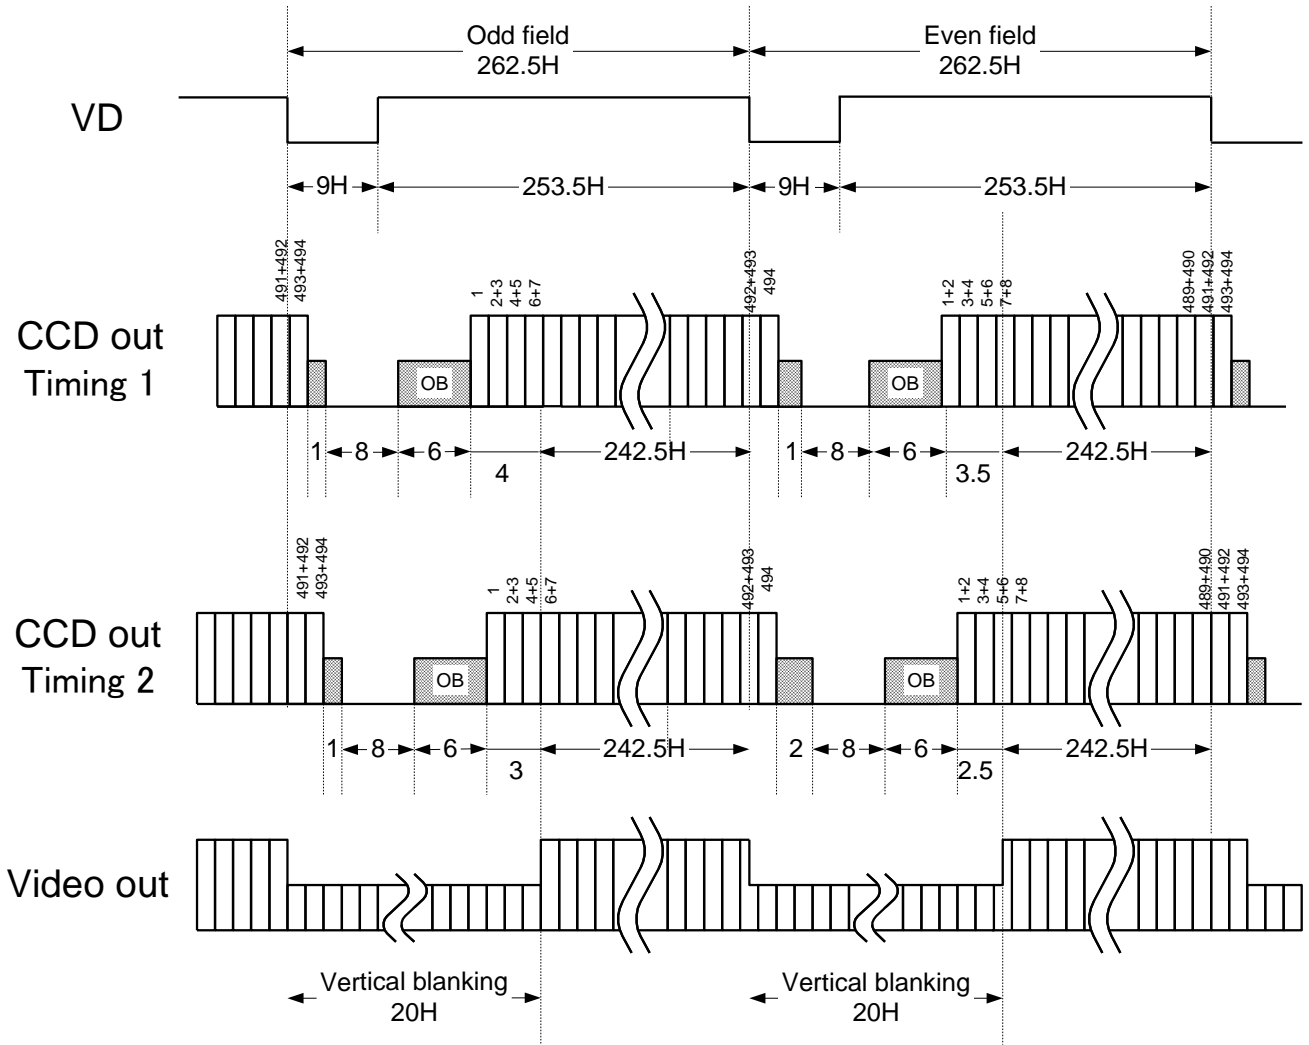 Odd field
262.5H
Even field
262.5H
VD
9H
253.5H
9H
253.5H
491+492
493+494
1
2+3
4+5
6+7
492+493
494
1+2
3+4
5+6
7+8
489+490
491+492
493+494
CCD out
Timing 1
OB
OB
1
8
6
4
242.5H
1
8
6
3.5
242.5H
491+492
493+494
1
2+3
4+5
6+7
492+493
494
1+2
3+4
5+6
7+8
489+490
491+492
493+494
CCD out
Timing 2
OB
OB
1
8
6
3
242.5H
2
8
6
2.5
242.5H
Video out
Vertical blanking
20H
Vertical blanking
20H